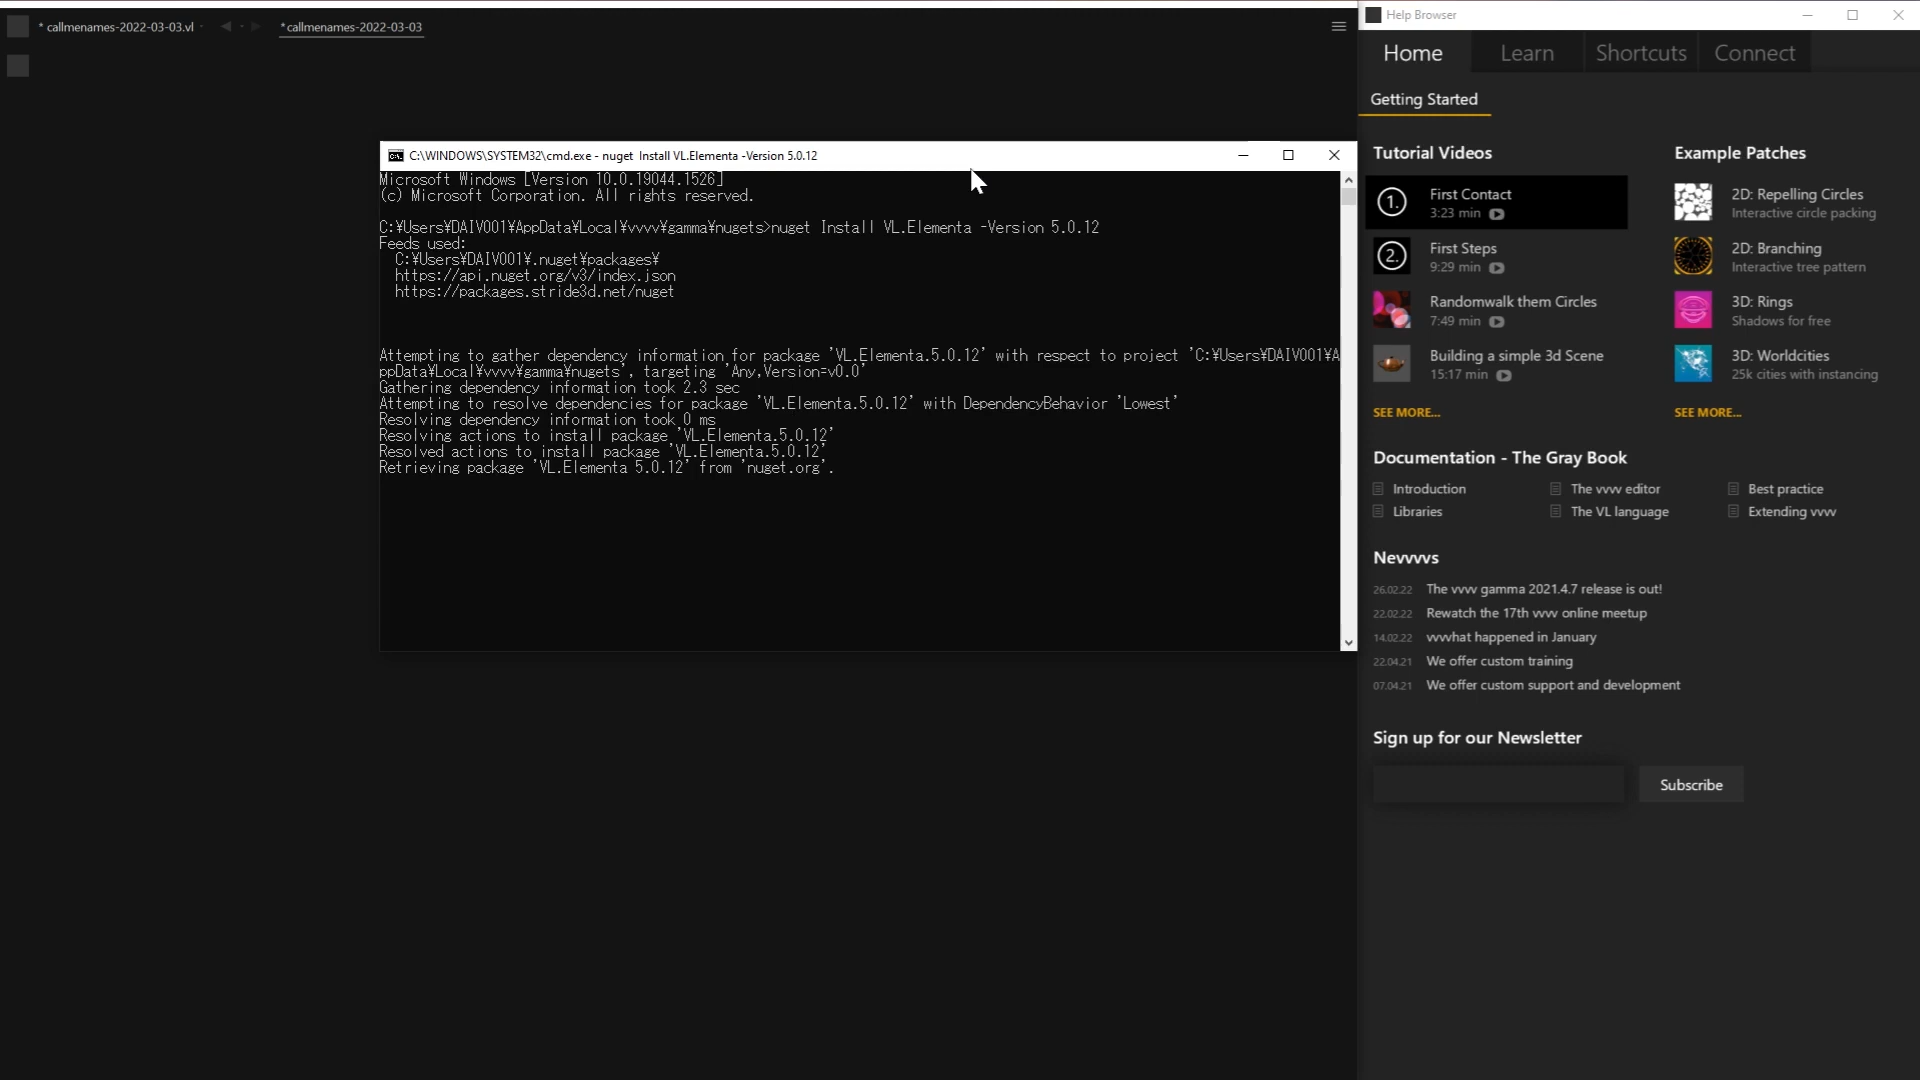 * callmenames-2022-03-03.vl
*callmenames-2022-03-03
C:\WINDOWS\SYSTEM32\cmd.exe - nuget  Install VL.Elementa -Version 5.0.12
Microsoft Windows [Version 10.0.19044.1526]
(c) Microsoft Corporation. All rights reserved.
C:¥Users¥DAIV001¥AppData¥Local¥vvvv¥gamma¥nugets>nuget Install VL.Elementa -Version 5.0.12
Feeds used:
C:¥Users¥DAIV001¥.nuget¥packages¥
https://api.nuget.org/v3/index.json
https://packages.stride3d.net/nuget
Attempting to gather dependency information for package 'VL.Elementa.5.0.12' with respect to project 'C:¥Users¥DAIV001¥A
ppData¥Local¥vvvv¥gamma¥nugets', targeting 'Any,Version=v0.0'
Gathering dependency information took 2.3 sec
Attempting to resolve dependencies for package 'VL.Elementa.5.0.12' with DependencyBehavior 'Lowest'
Resolving dependency information took 0 ms
Resolving actions to install package 'VL.Elementa.5.0.12'
Resolved actions to install package 'VL.Elementa.5.0.12'
Retrieving package 'VL.Elementa 5.0.12' from 'nuget.org'.
Help Browser
Home Learn Shortcuts Connect
Getting Started
Tutorial Videos
1. First Contact
3:23 min
2. First Steps
9:29 min
Randomwalk them Circles
7:49 min
Building a simple 3d Scene
15:17 min
SEE MORE...
Example Patches
2D: Repelling Circles
Interactive circle packing
2D: Branching
Interactive tree pattern
3D: Rings
Shadows for free
3D: Worldcities
25k cities with instancing
SEE MORE...
Documentation - The Gray Book
Introduction The vvvv editor Best practice
Libraries The VL language Extending vvvv
Nevvvvs
26.02.22 The vvvv gamma 2021.4.7 release is out!
22.02.22 Rewatch the 17th vvvv online meetup
14.02.22 vvvvhat happened in January
22.04.21 We offer custom training
07.04.21 We offer custom support and development
Sign up for our Newsletter
Subscribe